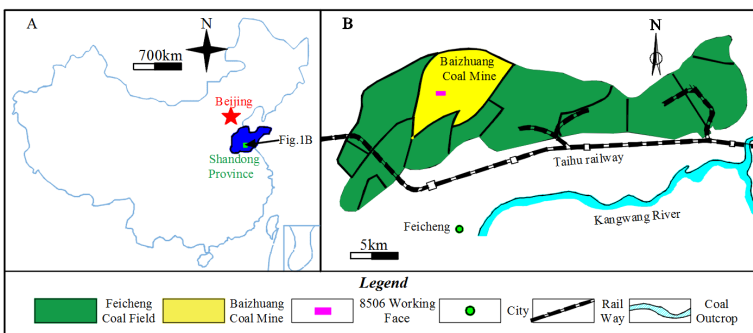 A
N
700km
Beijing
Fig.1B
Shandong
Province
B
N
Baizhuang
Coal Mine
Taihu railway
Kangwang River
Feicheng
5km
Legend
Feicheng
Coal Field
Baizhuang
Coal Mine
8506 Working
Face
City
Rail
Way
Coal
Outcrop